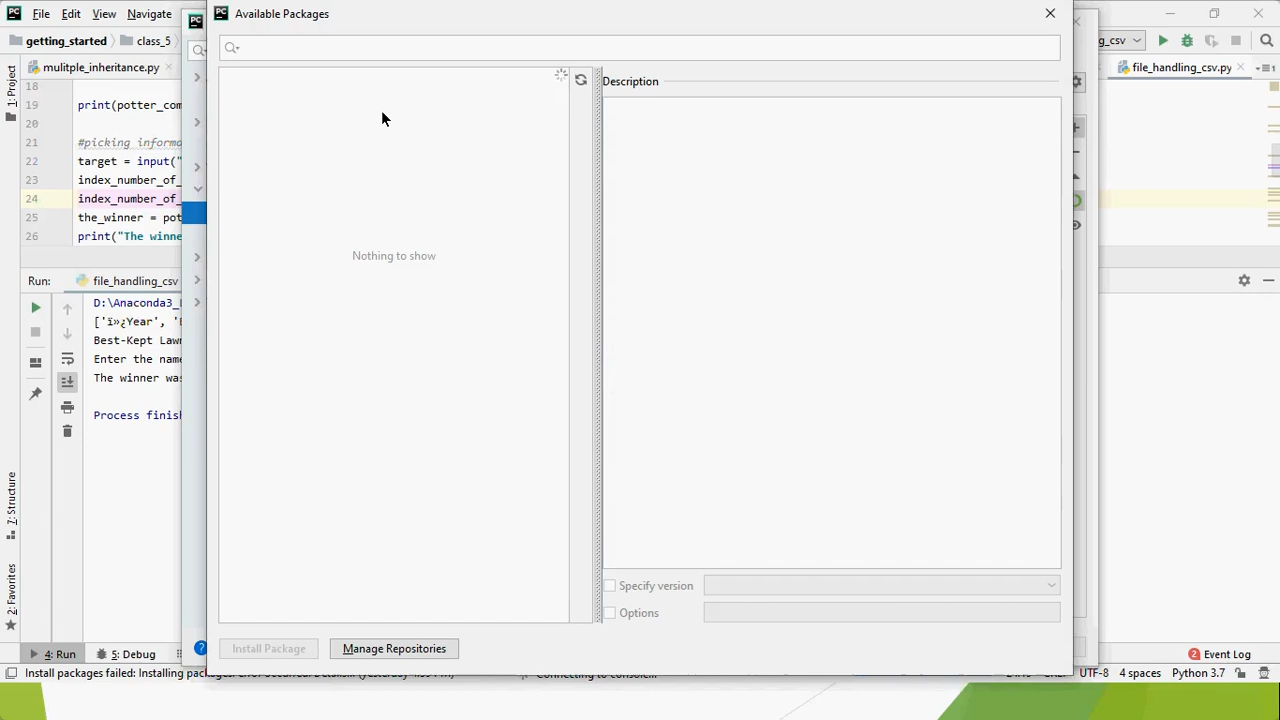 File Edit View Navigate
PC Available Packages
getting_started class_5
g_csv
mulitple_inheritance.py
file_handling_csv.py
Description
18
19 print(potter_com
20
21 #picking informa
22 target = input("
23 index_number_of_
24 index_number_of_
25 the_winner = pot
26 print("The winne
Nothing to show
1: Project
7: Structure
2: Favorites
Run: file_handling_csv
D:\Anaconda3_
['ï»¿Year', '
Best-Kept Lawn
Enter the name
The winner was
Process finish
Specify version
Options
Install Package Manage Repositories
4: Run 5: Debug
2 Event Log
Install packages failed: Installing packages:
Connecting to console...
UTF-8 4 spaces Python 3.7